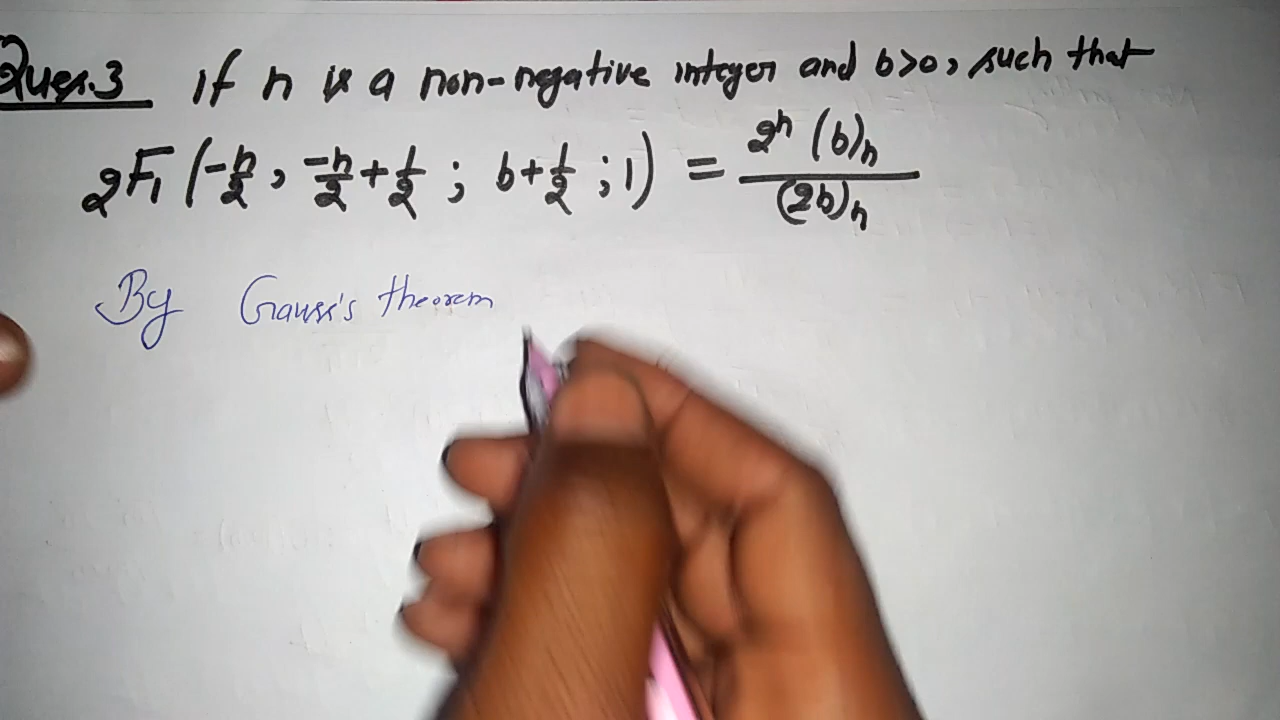 Ques.3 If n is a non-negative integer and b>0, such that
₂F₁ (-n/2, -n/2 + 1/2 ; b + 1/2 ; 1) = 2ⁿ (b)ₙ / (2b)ₙ
By Gauss's theorem